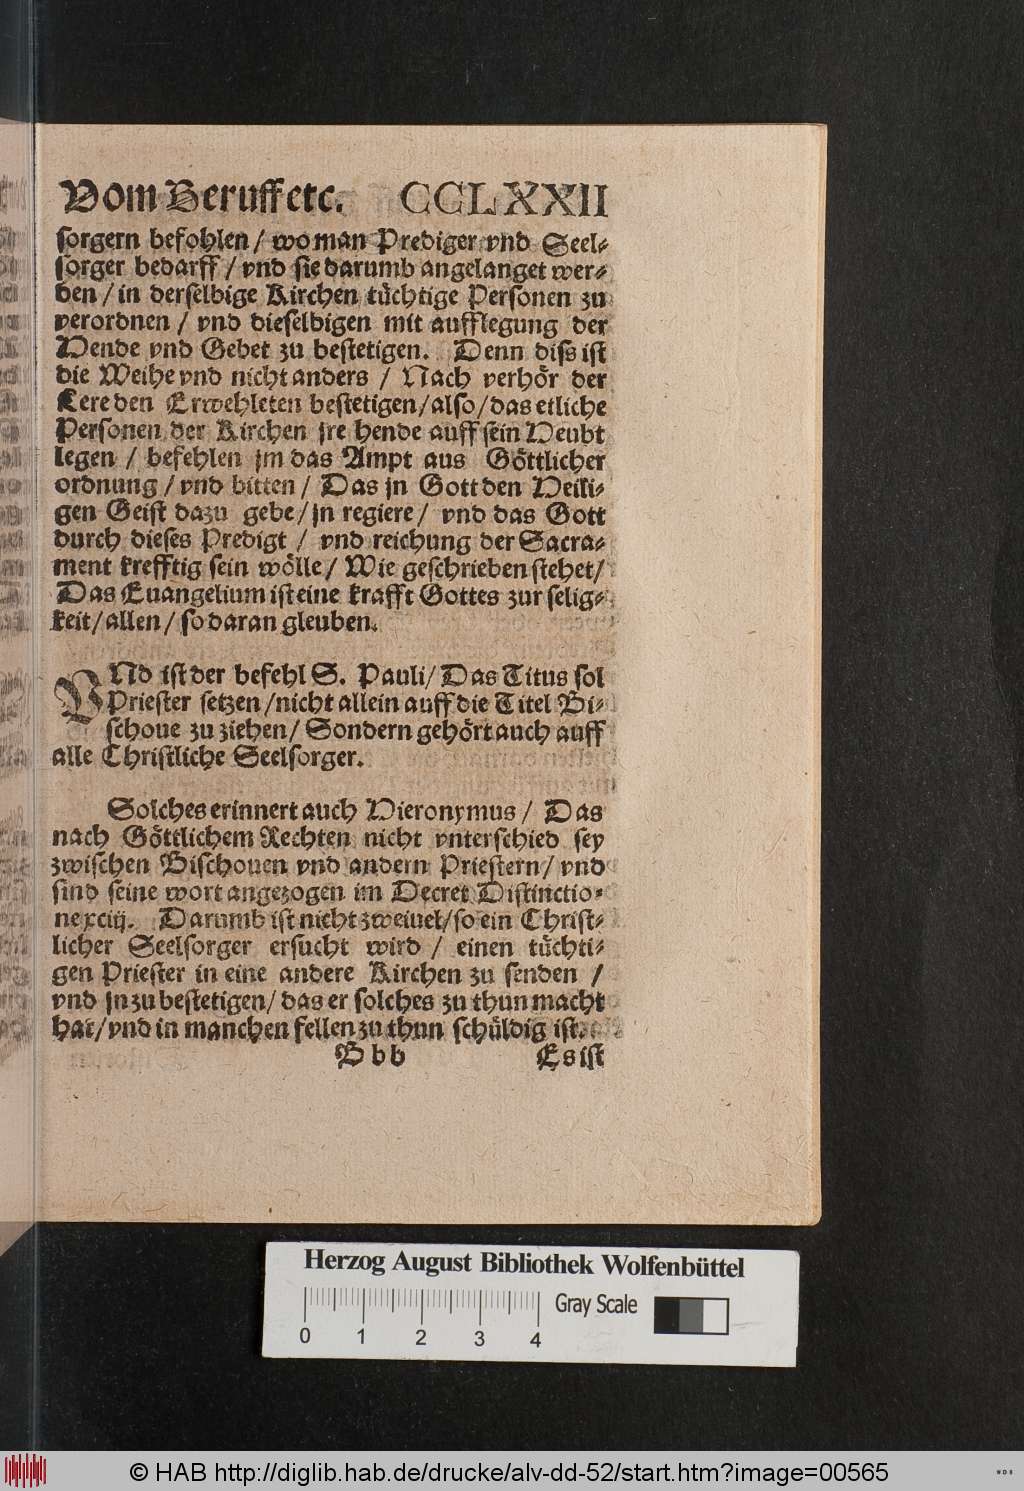 Vom Beruff etc. CCLXXII
sorgern befohlen / wo man Prediger vnd Seel-
sorger bedarff / vnd sie darumb angelanget wer-
den / in derselbige Kirchen tüchtige Personen zu
verordnen / vnd dieselbigen mit aufflegung der
Hende vnd Gebet zu bestetigen. Denn diss ist
die Weihe vnd nicht anders / Nach verhör der
Lere den Erwehleten bestetigen / also / das etliche
Personen der Kirchen jre hende auff sein Heubt
legen / befehlen jm das Ampt aus Göttlicher
ordnung / vnd bitten / Das jn Gott den Heili-
gen Geist dazu gebe / jn regiere / vnd das Gott
durch dieses Predigt / vnd reichung der Sacra-
ment krefftig sein wölle / Wie geschrieben stehet /
Das Euangelium ist eine krafft Gottes zur selig-
keit / allen / so daran gleuben.
VNd ist der befehl S. Pauli / Das Titus sol
Priester setzen / nicht allein auff die Titel Bi-
schoue zu ziehen / Sondern gehört auch auff
alle Christliche Seelsorger.
Solches erinnert auch Hieronymus / Das
nach Göttlichem Rechten nicht vnterschied sey
zwischen Bischouen vnd andern Priestern / vnd
sind seine wort angezogen im Decret Distinctio-
ne xciij. Darumb ist nicht zweiuel / so ein Christ-
licher Seelsorger ersucht wird / einen tüchti-
gen Priester in eine andere Kirchen zu senden /
vnd jn zu bestetigen / das er solches zu thun macht
hat / vnd in manchen fellen zu thun schüldig ist.
Bbb Es ist
Herzog August Bibliothek Wolfenbüttel
Gray Scale
0 1 2 3 4
© HAB http://diglib.hab.de/drucke/alv-dd-52/start.htm?image=00565